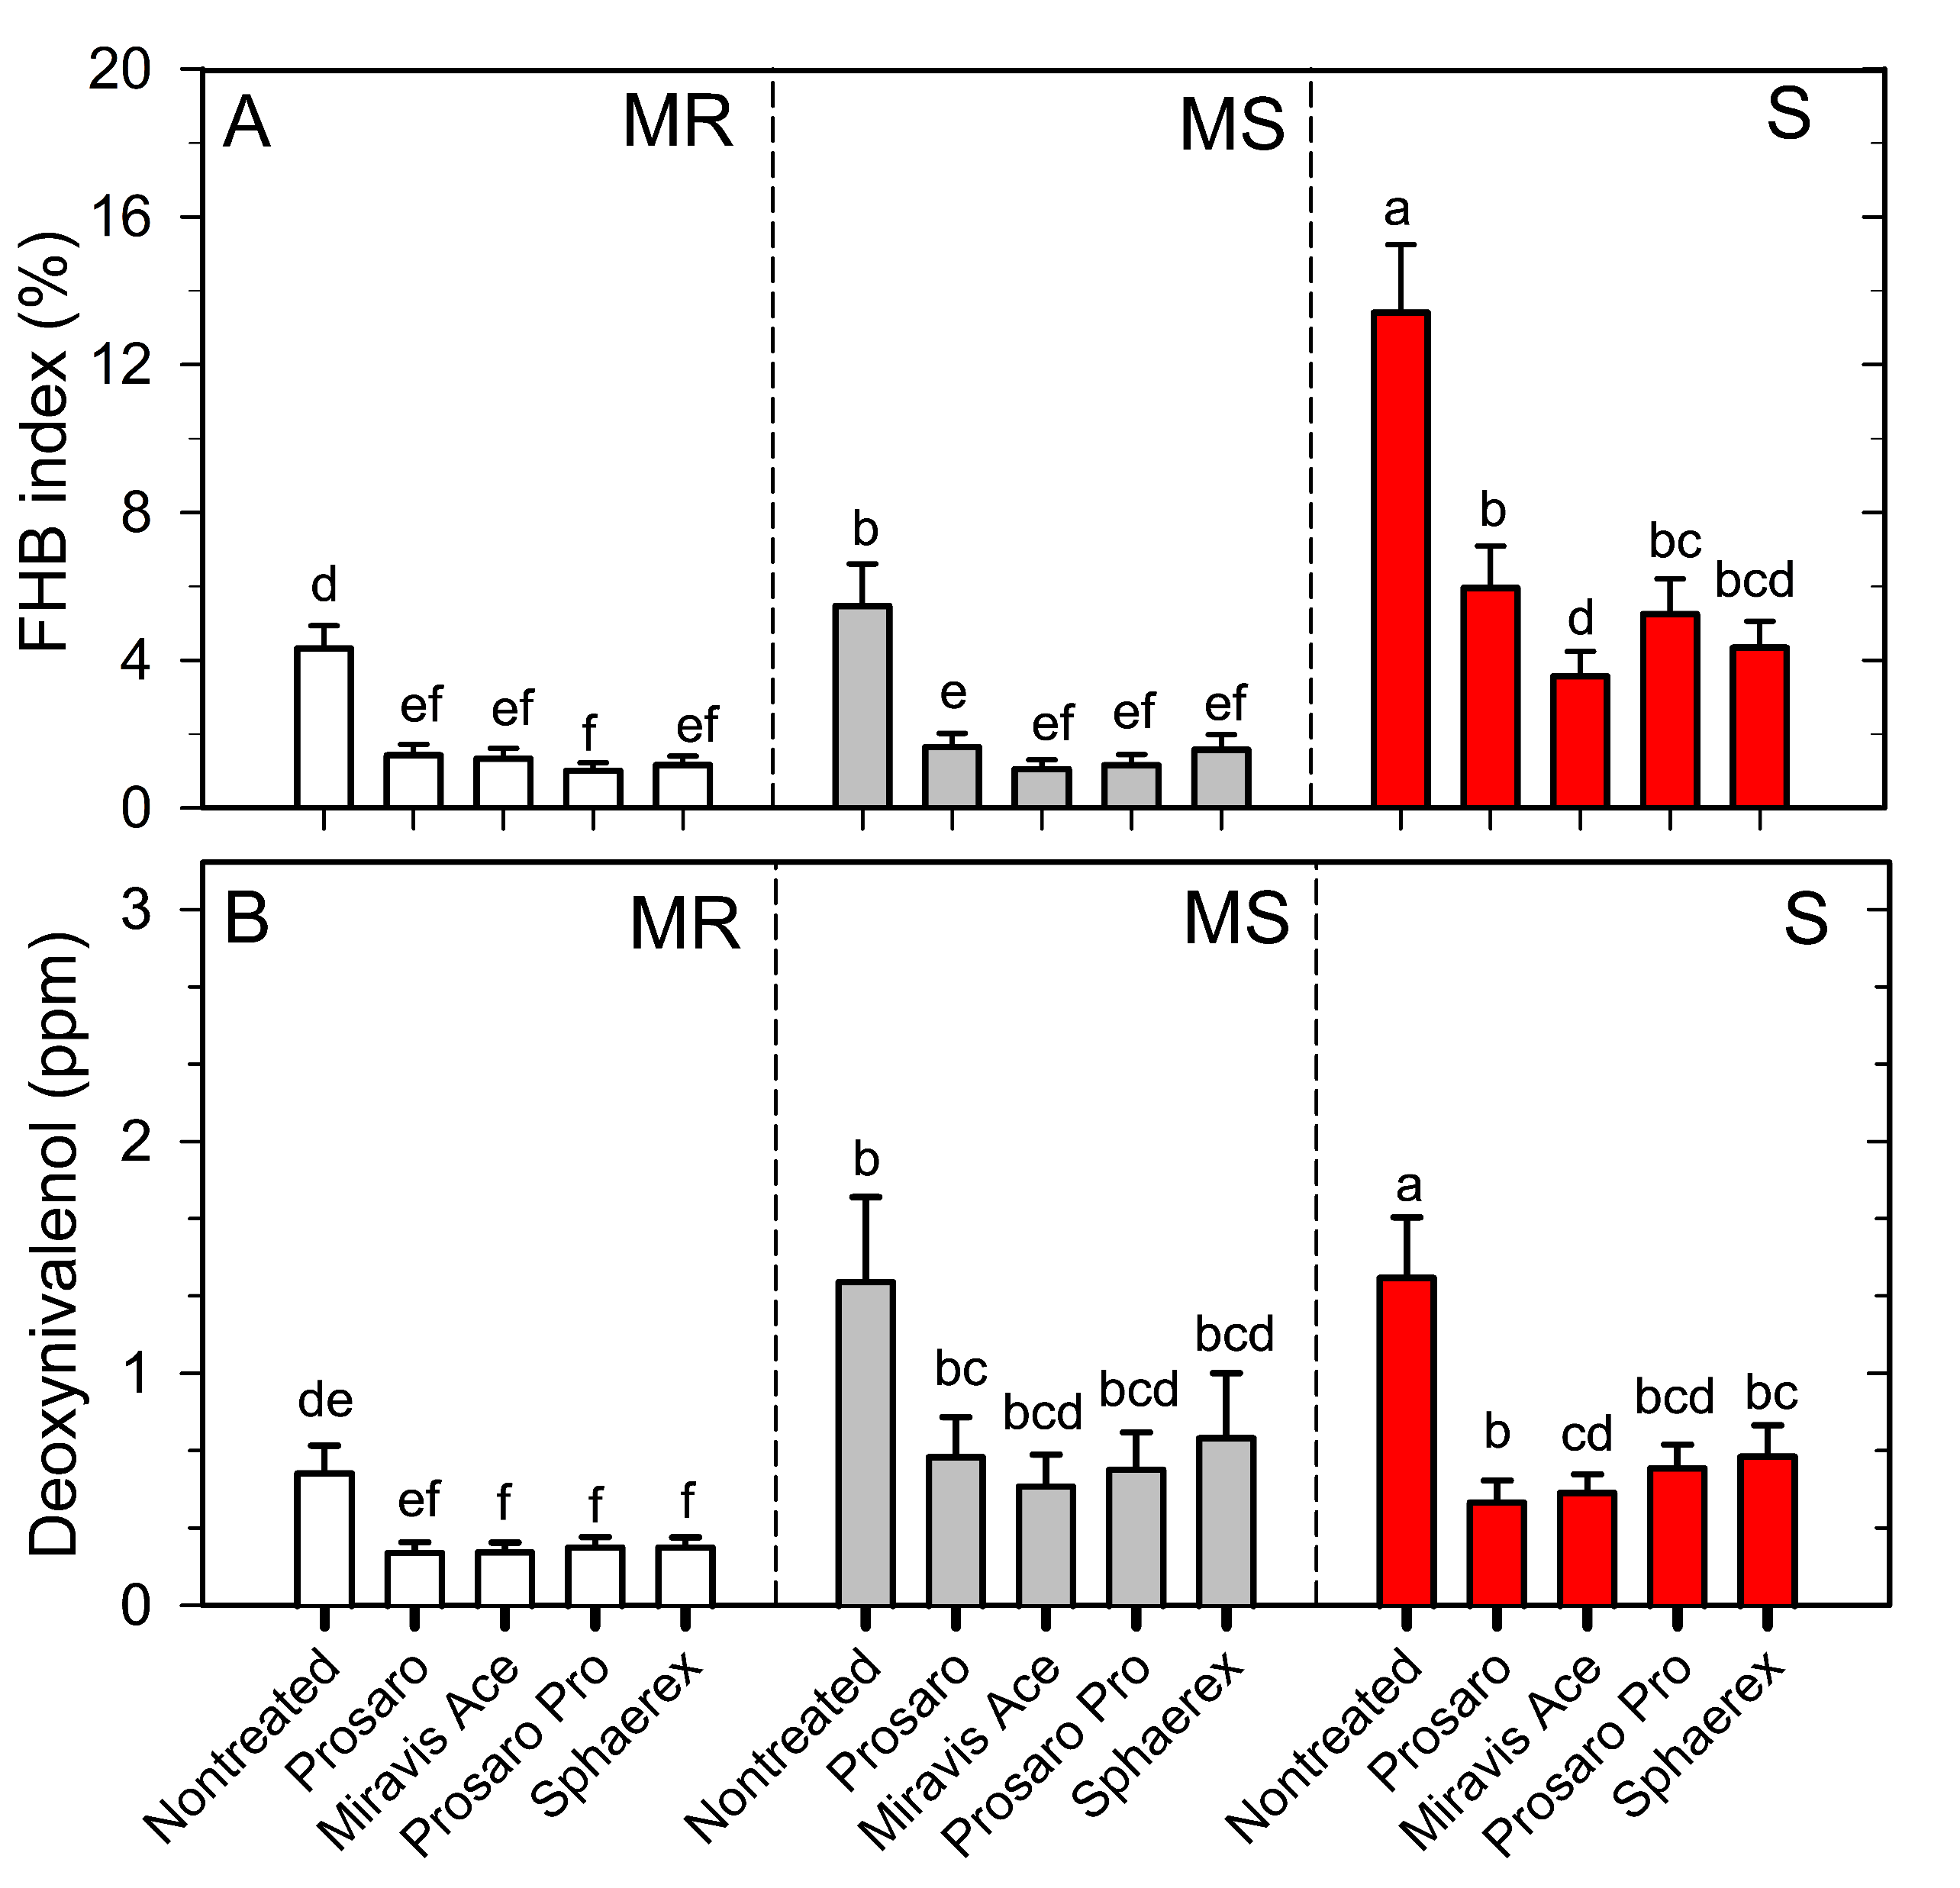 20
A
MR
MS
S
16
12
8
4
0
FHB index (%)
a
b
d
bc
bcd
b
e
ef
ef
ef
d
ef
ef
f
ef
B
MR
MS
S
3
2
1
0
Deoxynivalenol (ppm)
de
ef
f
f
f
b
bc
bcd
bcd
bcd
a
b
cd
bcd
bc
Nontreated
Prosaro
Miravis Ace
Prosaro Pro
Sphaerex
Nontreated
Prosaro
Miravis Ace
Prosaro Pro
Sphaerex
Nontreated
Prosaro
Miravis Ace
Prosaro Pro
Sphaerex